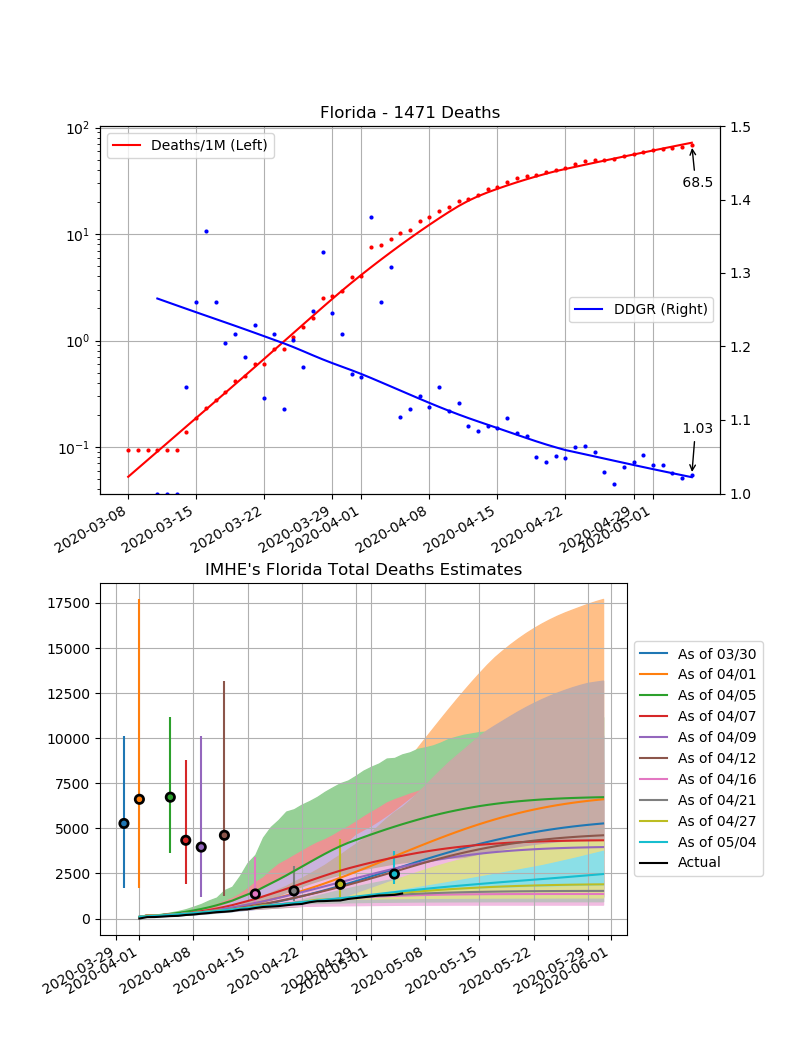 Florida - 1471 Deaths
10²
10¹
10⁰
10⁻¹
1.5
1.4
1.3
1.2
1.1
1.0
Deaths/1M (Left)
68.5
DDGR (Right)
1.03
2020-03-08
2020-03-15
2020-03-22
2020-03-29
2020-04-01
2020-04-08
2020-04-15
2020-04-22
2020-04-29
2020-05-01
IMHE's Florida Total Deaths Estimates
17500
15000
12500
10000
7500
5000
2500
0
As of 03/30
As of 04/01
As of 04/05
As of 04/07
As of 04/09
As of 04/12
As of 04/16
As of 04/21
As of 04/27
As of 05/04
Actual
2020-03-29
2020-04-01
2020-04-08
2020-04-15
2020-04-22
2020-04-29
2020-05-01
2020-05-08
2020-05-15
2020-05-22
2020-05-29
2020-06-01